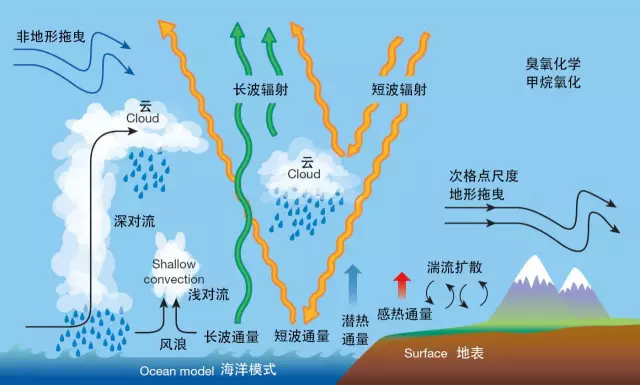 非地形拖曳
长波辐射
短波辐射
臭氧化学
甲烷氧化
云
Cloud
云
Cloud
次格点尺度
地形拖曳
深对流
Shallow
convection
浅对流
湍流扩散
风浪
长波通量
短波通量
潜热
通量
感热通量
Surface 地表
Ocean model 海洋模式